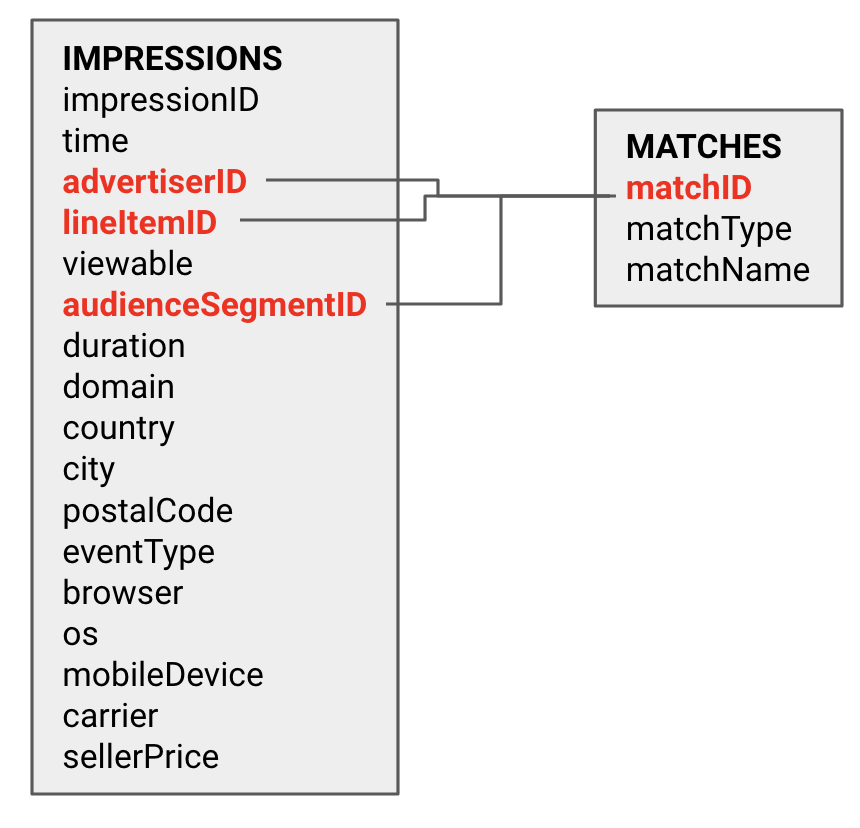 IMPRESSIONS
impressionID
time
advertiserID
lineItemID
viewable
audienceSegmentID
duration
domain
country
city
postalCode
eventType
browser
os
mobileDevice
carrier
sellerPrice
MATCHES
matchID
matchType
matchName